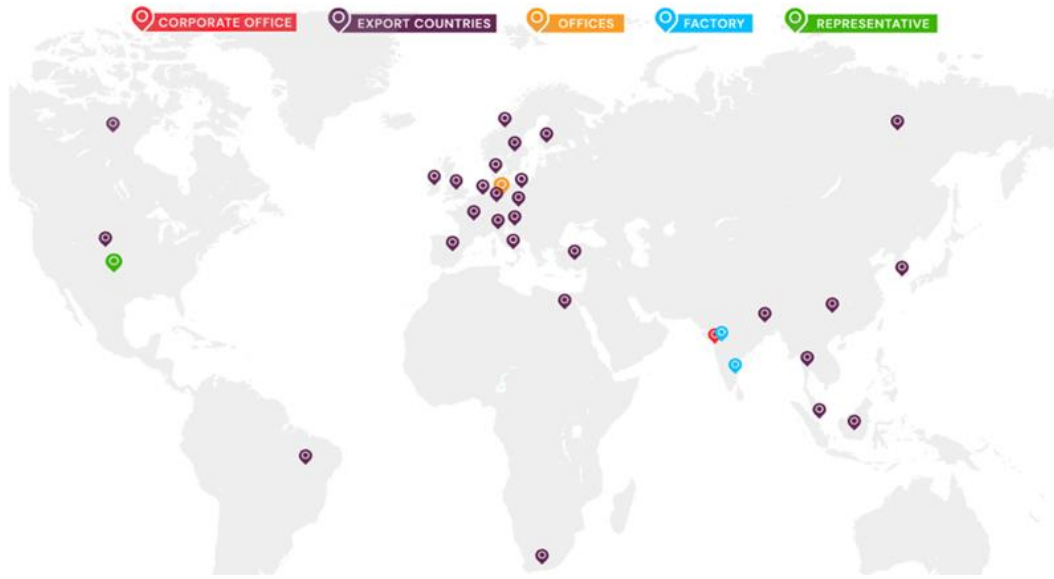 CORPORATE OFFICE
EXPORT COUNTRIES
OFFICES
FACTORY
REPRESENTATIVE